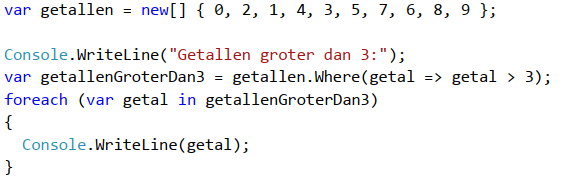 var getallen = new[] { 0, 2, 1, 4, 3, 5, 7, 6, 8, 9 };

Console.WriteLine("Getallen groter dan 3:");
var getallenGroterDan3 = getallen.Where(getal => getal > 3);
foreach (var getal in getallenGroterDan3)
{
  Console.WriteLine(getal);
}